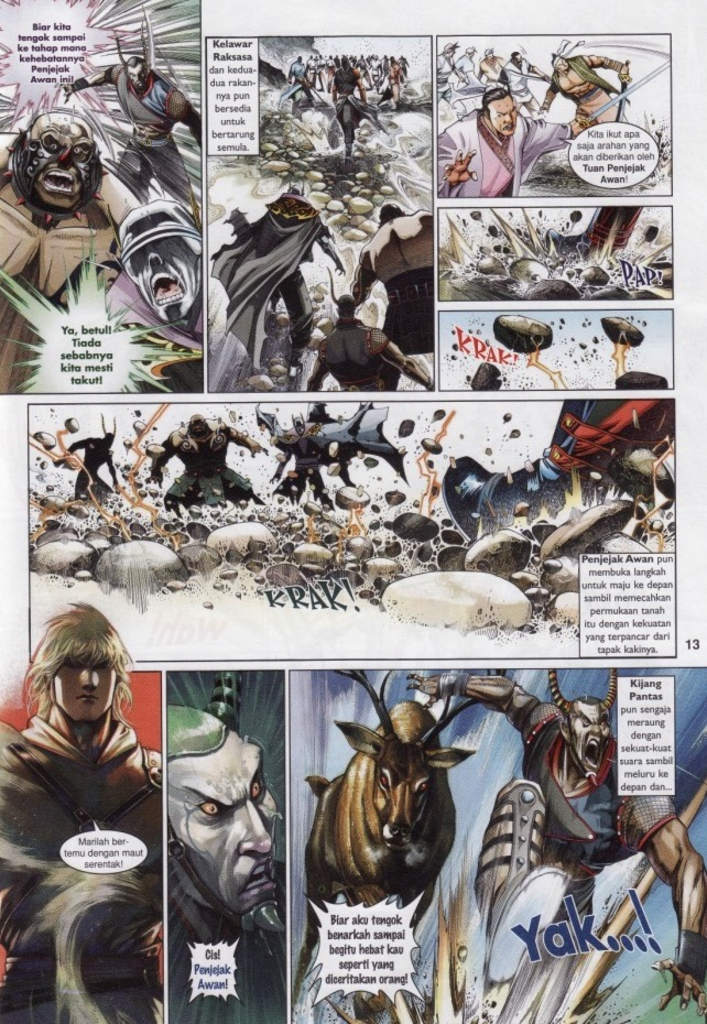 Biar kita
tengok sampai
ke tahap mana
kehebatan
Penjejak
Awan!
Ya, betul!
Tiada
sebabnya
kita mesti
takut!
Kelawar
Raksasa
dan kedua-
dua rakan-
nya pun
bersedia
untuk
bertarung
semula.
Kita ikut apa
saja arahan yang
akan diberikan oleh
Tuan Penjejak
Awan!
PAP!
KRAK!
KRAK!
Penjejak Awan pun
membuka langkah
untuk maju ke depan
sambil memecahkan
permukaan tanah
itu dengan kekuatan
yang terpancar dari
tapak kakinya.
13
Marilah ber-
temu dengan maut
serentak!
Cis!
Penjejak
Awan!
Biar aku tengok
benarkah sampai
begitu hebat kau
seperti yang
diceritakan orang!
Kijang
Pantas
pun sengaja
meraung
dengan
sekuat-kuat
suara sambil
meluru ke
depan dan...
Yak....!